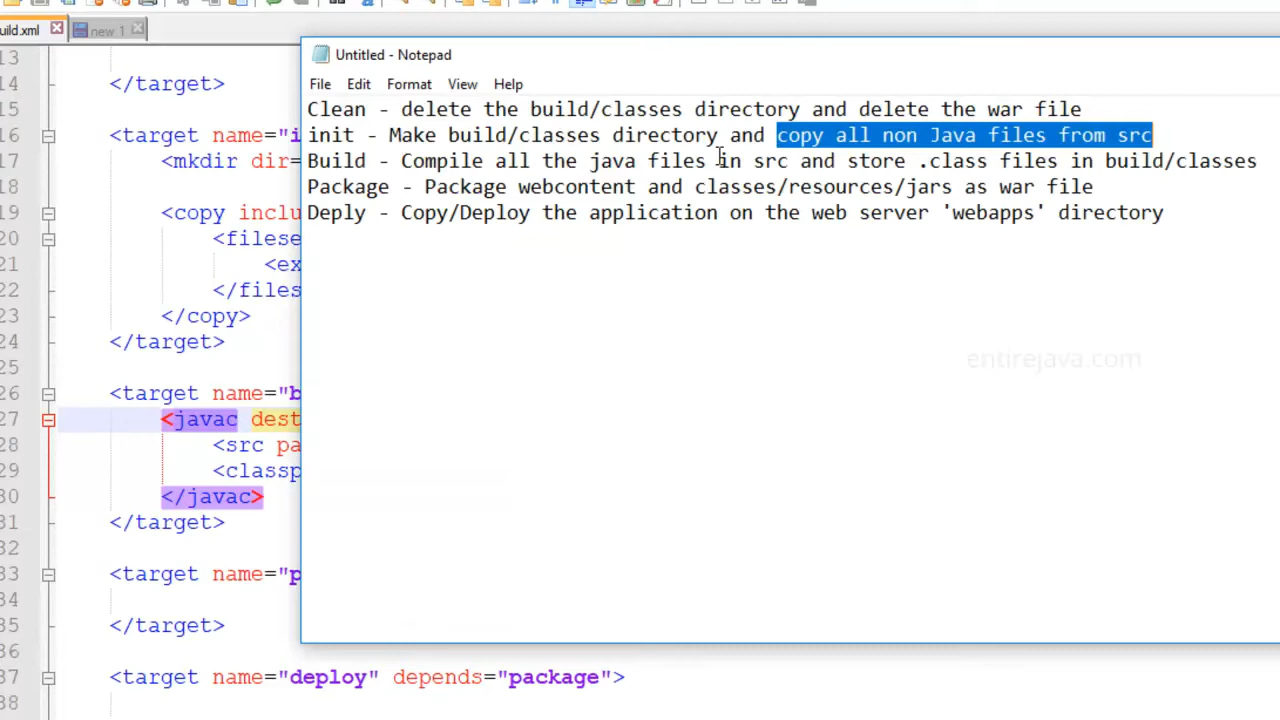 uild.xml
new 1
Untitled - Notepad
File Edit Format View Help
Clean - delete the build/classes directory and delete the war file
init - Make build/classes directory and copy all non Java files from src
Build - Compile all the java files in src and store .class files in build/classes
Package - Package webcontent and classes/resources/jars as war file
Deply - Copy/Deploy the application on the web server 'webapps' directory
entirejava.com
13
14 </target>
15
16 <target name="i
17 <mkdir dir=
18
19 <copy inclu
20 <filese
21 <ex
22 </files
23 </copy>
24 </target>
25
26 <target name="b
27 <javac dest
28 <src pa
29 <classp
30 </javac>
31 </target>
32
33 <target name="p
34
35 </target>
36
37 <target name="deploy" depends="package">
38